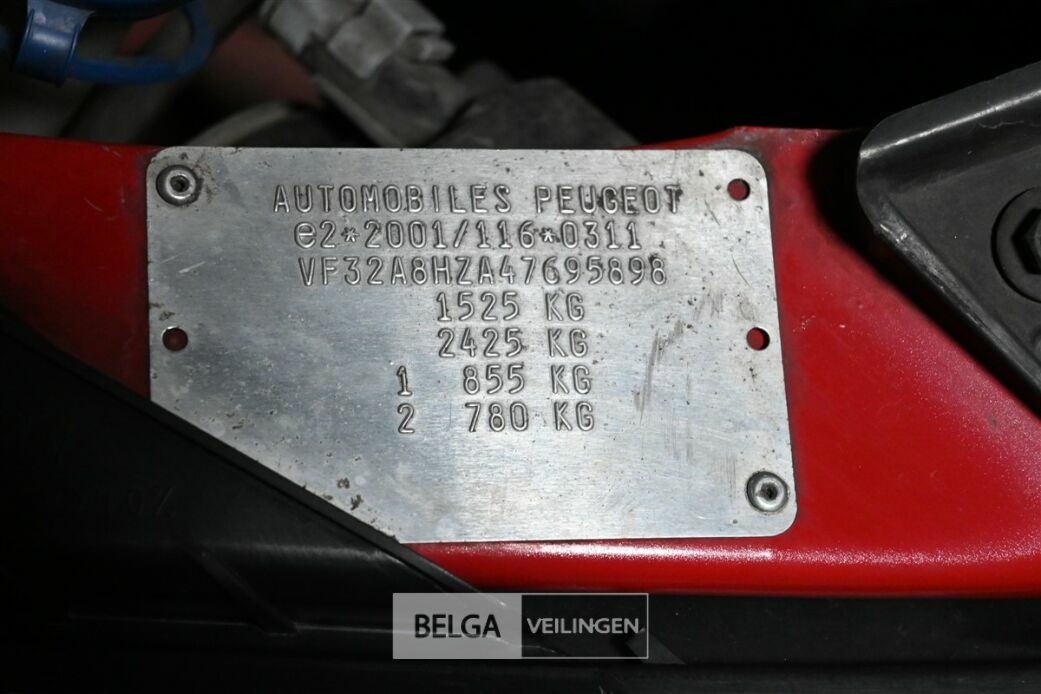 AUTOMOBILES PEUGEOT
e2*2001/116*0311
VF32A8HZA47695898
1525 KG
2425 KG
1 855 KG
2 780 KG
BELGA VEILINGEN